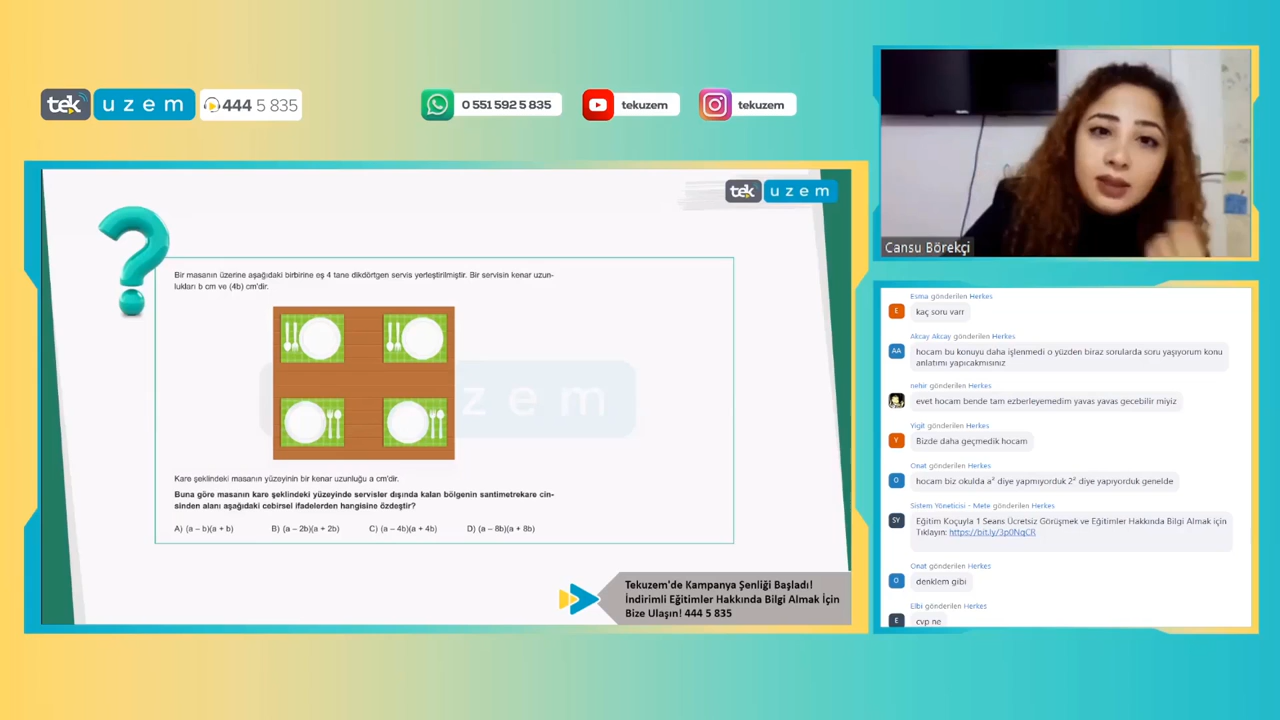 tek uzem 444 5 835
0 551 592 5 835
tekuzem
tekuzem
tek uzem
Bir masanın üzerine aşağıdaki birbirine eş 4 tane dikdörtgen servis yerleştirilmiştir. Bir servisin kenar uzun-
lukları b cm ve (4b) cm'dir.
zem
Kare şeklindeki masanın yüzeyinin bir kenar uzunluğu a cm'dir.
Buna göre masanın kare şeklindeki yüzeyinde servisler dışında kalan bölgenin santimetrekare cin-
sinden alanı aşağıdaki cebirsel ifadelerden hangisine özdeştir?
A) (a – b)(a + b) B) (a – 2b)(a + 2b) C) (a – 4b)(a + 4b) D) (a – 8b)(a + 8b)
Tekuzem'de Kampanya Şenliği Başladı!
İndirimli Eğitimler Hakkında Bilgi Almak İçin
Bize Ulaşın! 444 5 835
Cansu Börekçi
Esma gönderilen Herkes
E
kaç soru varr
Akcay Akcay gönderilen Herkes
AA
hocam bu konuyu daha işlenmedi o yüzden biraz sorularda soru yaşıyorum konu
anlatımı yapıcakmısınız
nehir gönderilen Herkes
evet hocam bende tam ezberleyemedim yavas yavas gecebilir miyiz
Yigit gönderilen Herkes
Y
Bizde daha geçmedik hocam
Onat gönderilen Herkes
O
hocam biz okulda a² diye yapmıyorduk 2² diye yapıyorduk genelde
Sistem Yöneticisi - Mete gönderilen Herkes
SY
Eğitim Koçuyla 1 Seans Ücretsiz Görüşmek ve Eğitimler Hakkında Bilgi Almak için
Tıklayın: https://bit.ly/3p0NqCR
Onat gönderilen Herkes
O
denklem gibi
Elbi gönderilen Herkes
E
cvp ne